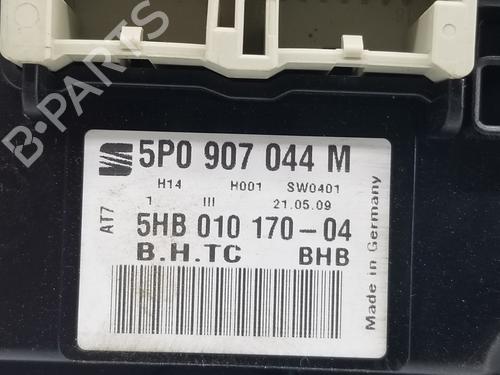 B-PARTS
5P0 907 044 M
H14 H001 SW0401
1 III 21.05.09
AT7
5HB 010 170-04
B.H.TC BHB
Made in Germany